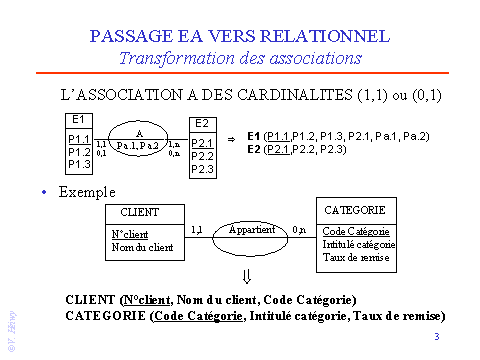 PASSAGE EA VERS RELATIONNEL
Transformation des associations
L'ASSOCIATION A DES CARDINALITES (1,1) ou (0,1)
E1
P1.1
P1.2
P1.3
1,1
0,1
A
Pa.1, Pa.2
1,n
0,n
E2
P2.1
P2.2
P2.3
⇒ E1 (P1.1,P1.2, P1.3, P2.1, Pa.1, Pa.2)
E2 (P2.1,P2.2, P2.3)
• Exemple
CLIENT
N°client
Nom du client
1,1
Appartient
0,n
CATEGORIE
Code Catégorie
Intitulé catégorie
Taux de remise
⇓
CLIENT (N°client, Nom du client, Code Catégorie)
CATEGORIE (Code Catégorie, Intitulé catégorie, Taux de remise)
3